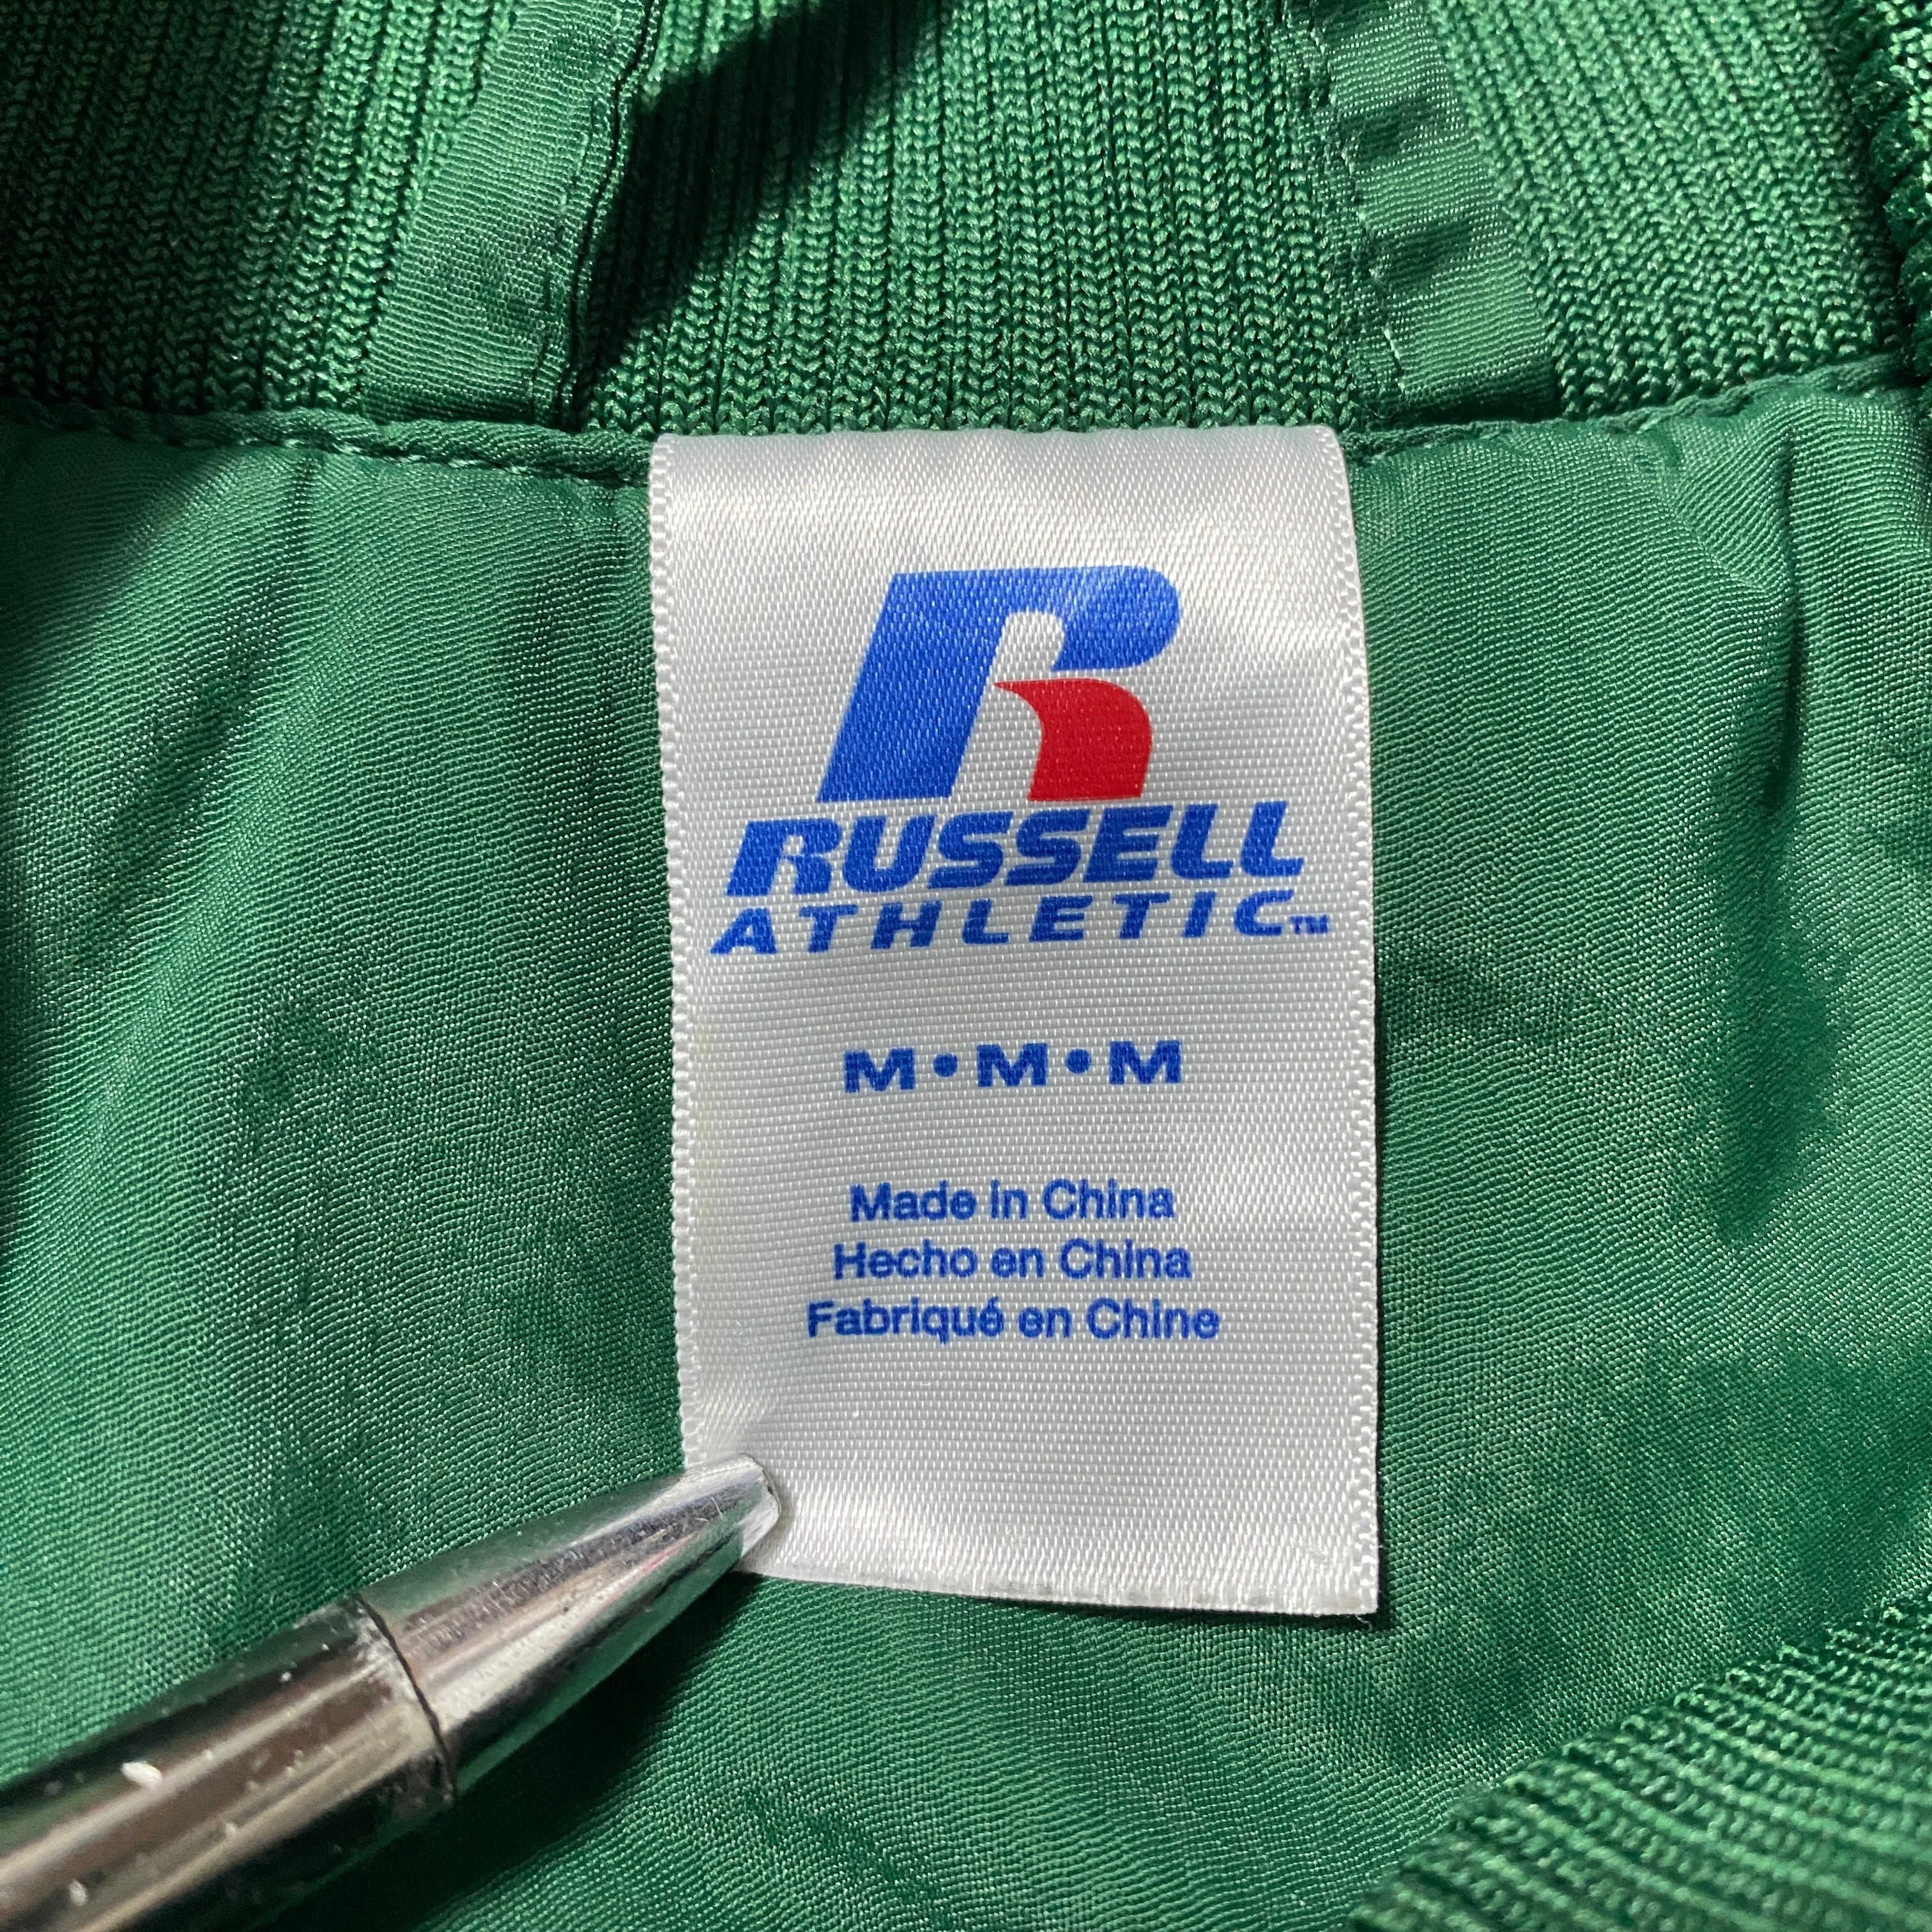 RUSSELL
ATHLETIC™
M•M•M
Made in China
Hecho en China
Fabriqué en Chine